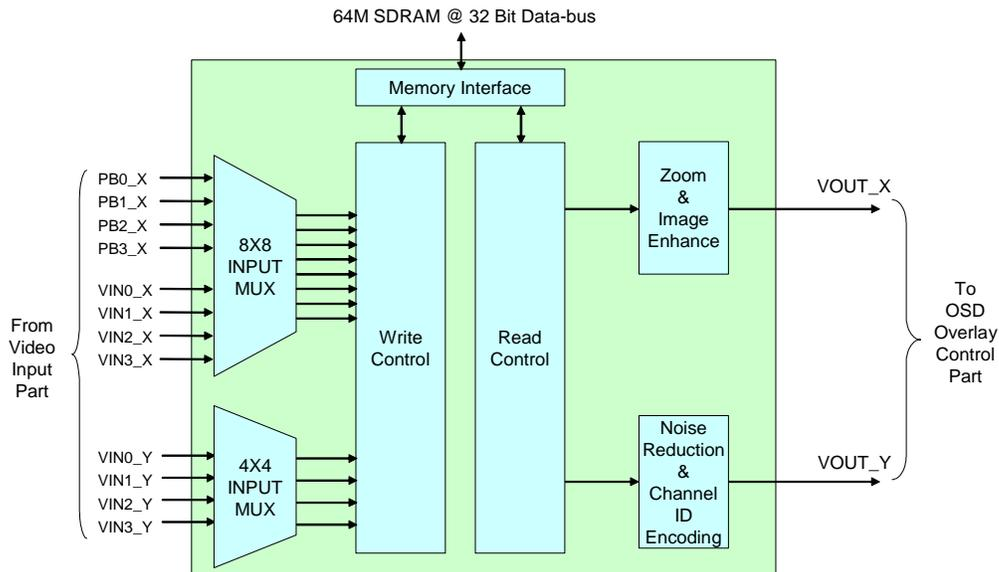 64M SDRAM @ 32 Bit Data-bus
Memory Interface
From
Video
Input
Part
PB0_X
PB1_X
PB2_X
PB3_X
VIN0_X
VIN1_X
VIN2_X
VIN3_X
VIN0_Y
VIN1_Y
VIN2_Y
VIN3_Y
8X8
INPUT
MUX
4X4
INPUT
MUX
Write
Control
Read
Control
Zoom
&
Image
Enhance
Noise
Reduction
&
Channel
ID
Encoding
VOUT_X
VOUT_Y
To
OSD
Overlay
Control
Part